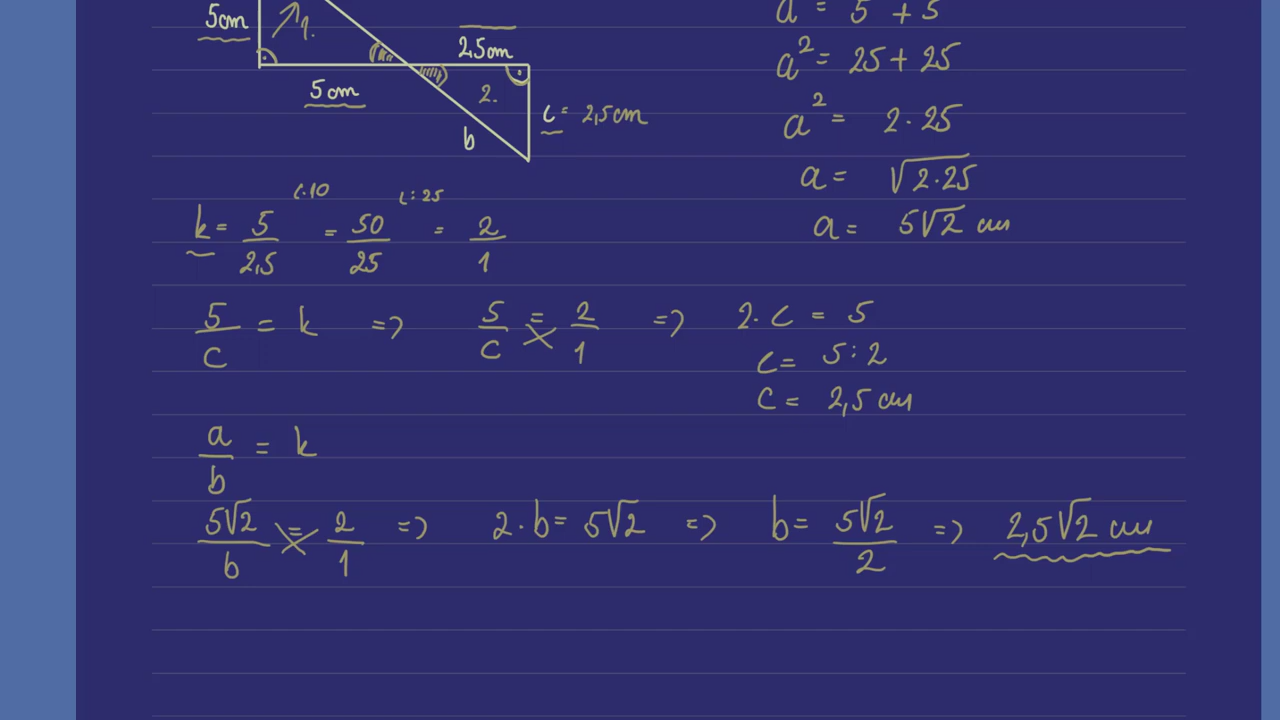 5cm
1.
2,5cm
5cm
2.
c = 2,5cm
b
a = 5 + 5
a² = 25 + 25
a² = 2·25
a = √2·25
a = 5√2 cm
(·10 (:25
k = 5/2,5 = 50/25 = 2/1
5/c = k => 5/c = 2/1 => 2·c = 5
c = 5:2
c = 2,5 cm
a/b = k
5√2/b = 2/1 => 2·b = 5√2 => b = 5√2/2 => 2,5√2 cm